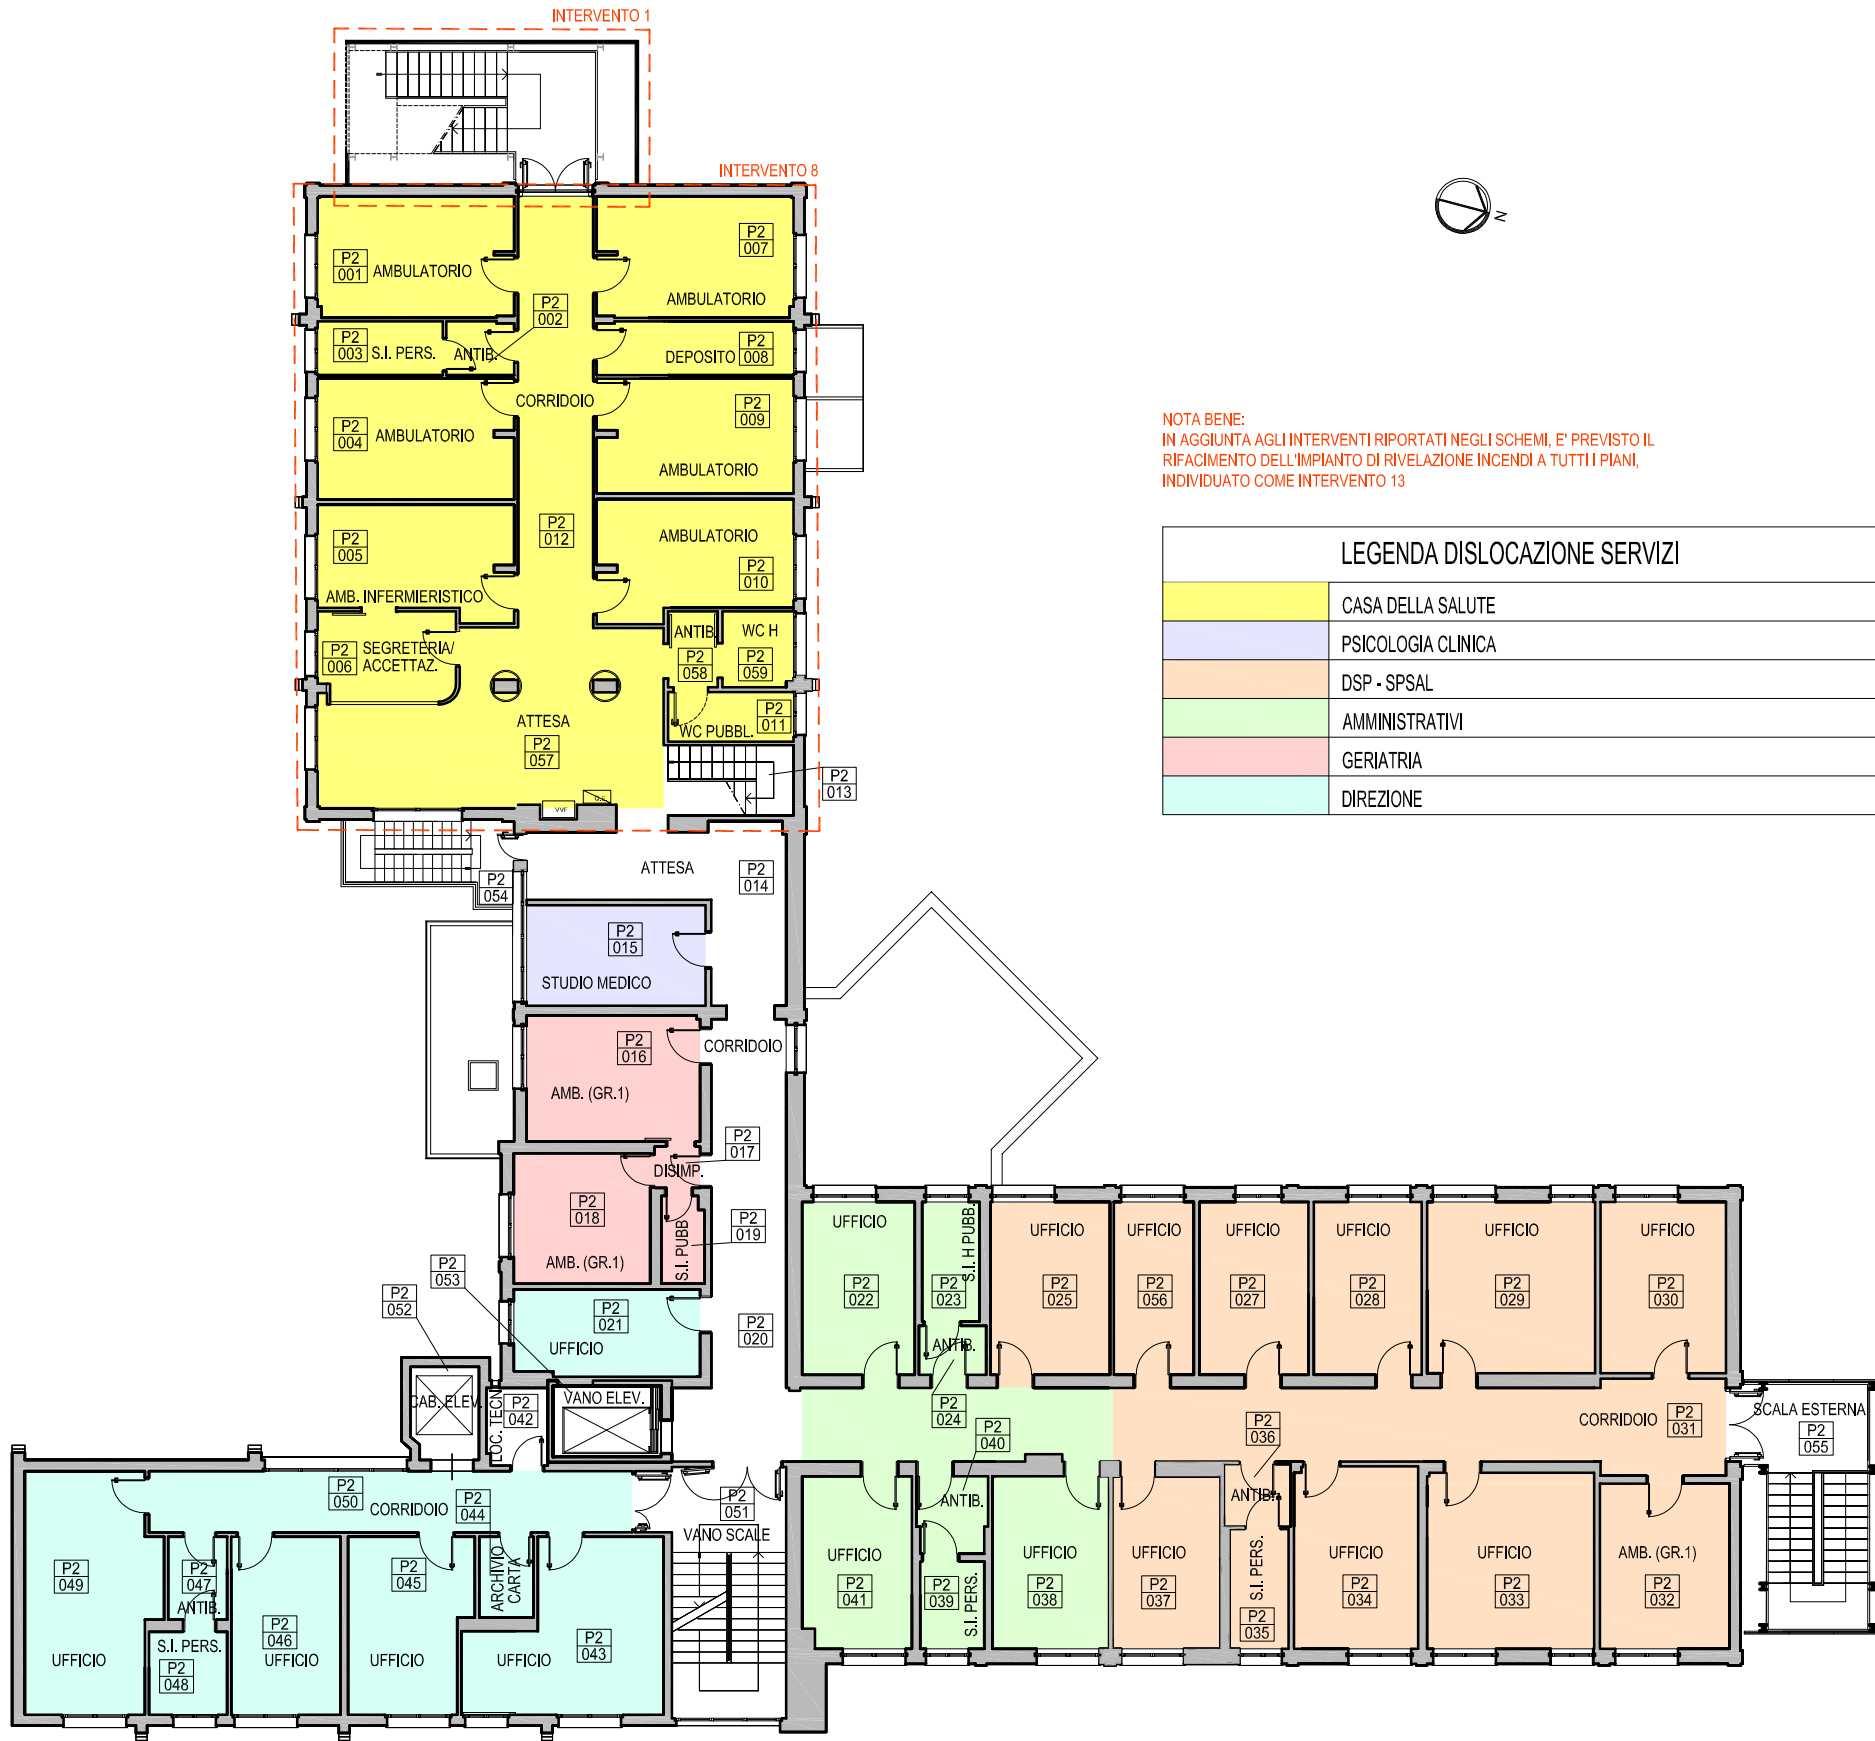 INTERVENTO 1
INTERVENTO 8
P2
001
AMBULATORIO
P2
007
AMBULATORIO
P2
002
P2
003
S.I. PERS.
ANTIB.
DEPOSITO
P2
008
CORRIDOIO
P2
004
AMBULATORIO
P2
009
AMBULATORIO
P2
005
AMB. INFERMIERISTICO
P2
012
AMBULATORIO
P2
010
P2
006
SEGRETERIA/
ACCETTAZ.
ANTIB.
P2
058
WC H
P2
059
ATTESA
P2
057
P2
011
WC PUBBL.
VVF
P2
013
N
NOTA BENE:
IN AGGIUNTA AGLI INTERVENTI RIPORTATI NEGLI SCHEMI, E' PREVISTO IL
RIFACIMENTO DELL'IMPIANTO DI RIVELAZIONE INCENDI A TUTTI I PIANI,
INDIVIDUATO COME INTERVENTO 13
LEGENDA DISLOCAZIONE SERVIZI
CASA DELLA SALUTE
PSICOLOGIA CLINICA
DSP - SPSAL
AMMINISTRATIVI
GERIATRIA
DIREZIONE
ATTESA
P2
014
P2
054
P2
015
STUDIO MEDICO
P2
016
AMB. (GR.1)
CORRIDOIO
P2
017
DISIMP.
P2
018
AMB. (GR.1)
S.I. PUBB
P2
019
P2
053
P2
052
P2
021
UFFICIO
P2
020
CAB. ELEV.
LOC. TECN
P2
042
VANO ELEV.
UFFICIO
P2
022
S.I. H PUBB.
P2
023
ANTIB.
P2
024
UFFICIO
P2
025
UFFICIO
P2
056
UFFICIO
P2
027
UFFICIO
P2
028
UFFICIO
P2
029
UFFICIO
P2
030
CORRIDOIO
P2
031
SCALA ESTERNA
P2
055
P2
036
P2
040
P2
050
CORRIDOIO
P2
044
P2
051
VANO SCALE
P2
049
UFFICIO
P2
047
ANTIB.
S.I. PERS.
P2
048
P2
046
UFFICIO
P2
045
UFFICIO
ARCHIVIO
CARTA
P2
043
UFFICIO
UFFICIO
P2
041
ANTIB.
P2
039
S.I. PERS.
UFFICIO
P2
038
UFFICIO
P2
037
ANTIB.
S.I. PERS.
P2
035
UFFICIO
P2
034
UFFICIO
P2
033
AMB. (GR.1)
P2
032